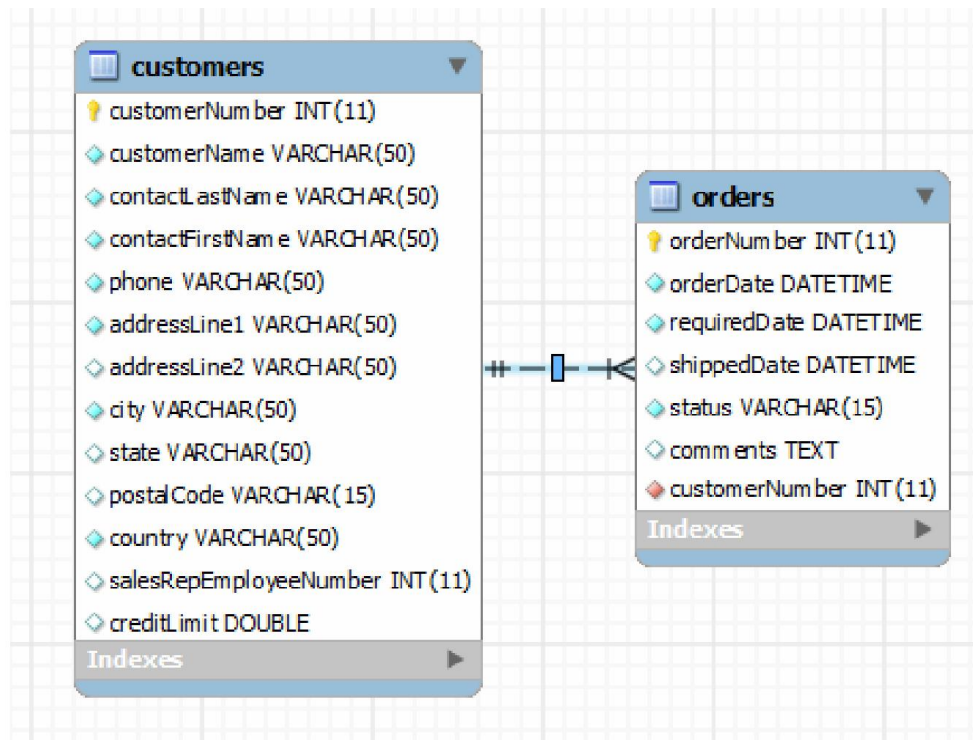 customers
customerNumber INT(11)
customerName VARCHAR(50)
contactLastName VARCHAR(50)
contactFirstName VARCHAR(50)
phone VARCHAR(50)
addressLine1 VARCHAR(50)
addressLine2 VARCHAR(50)
city VARCHAR(50)
state VARCHAR(50)
postalCode VARCHAR(15)
country VARCHAR(50)
salesRepEmployeeNumber INT(11)
creditLimit DOUBLE
Indexes
orders
orderNumber INT(11)
orderDate DATETIME
requiredDate DATETIME
shippedDate DATETIME
status VARCHAR(15)
comments TEXT
customerNumber INT(11)
Indexes